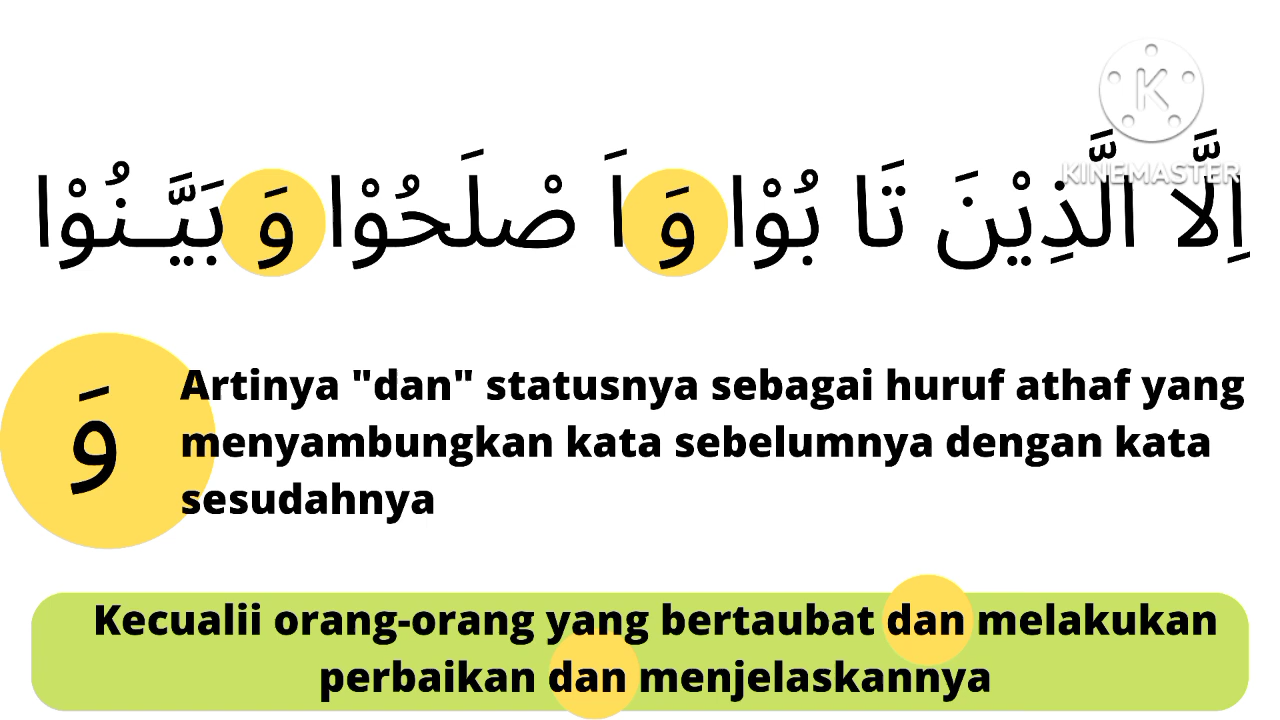 K
KINEMASTER
اِلَّا الَّذِيْنَ تَا بُوْا وَ اَ صْلَحُوْا وَ بَيَّـنُوْا
وَ
Artinya "dan" statusnya sebagai huruf athaf yang
menyambungkan kata sebelumnya dengan kata
sesudahnya
Kecualii orang-orang yang bertaubat dan melakukan
perbaikan dan menjelaskannya